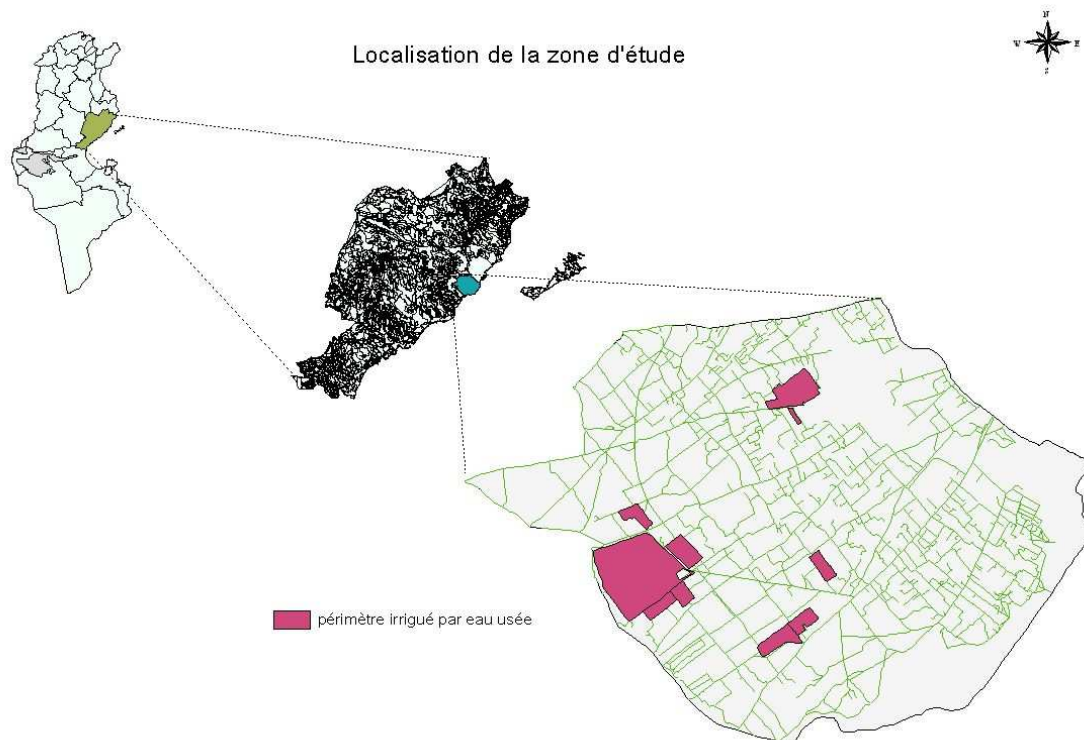 Localisation de la zone d'étude
N
W E
S
périmètre irrigué par eau usée